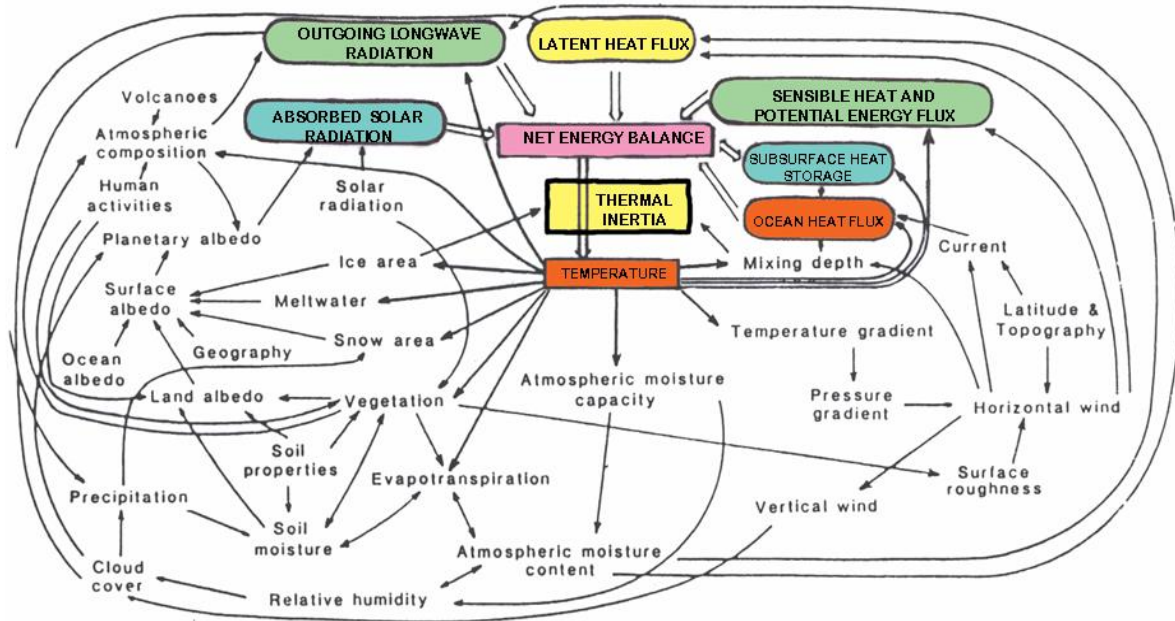 OUTGOING LONGWAVE
RADIATION
LATENT HEAT FLUX
Volcanoes
Atmospheric
composition
Human
activities
ABSORBED SOLAR
RADIATION
Solar
radiation
NET ENERGY BALANCE
SENSIBLE HEAT AND
POTENTIAL ENERGY FLUX
SUBSURFACE HEAT
STORAGE
THERMAL
INERTIA
OCEAN HEAT FLUX
Planetary albedo
Ice area
TEMPERATURE
Mixing depth
Current
Surface
albedo
Meltwater
Latitude &
Topography
Snow area
Temperature gradient
Ocean
albedo
Geography
Land albedo
Vegetation
Atmospheric moisture
capacity
Pressure
gradient
Horizontal wind
Soil
properties
Evapotranspiration
Surface
roughness
Precipitation
Vertical wind
Soil
moisture
Atmospheric moisture
content
Cloud
cover
Relative humidity